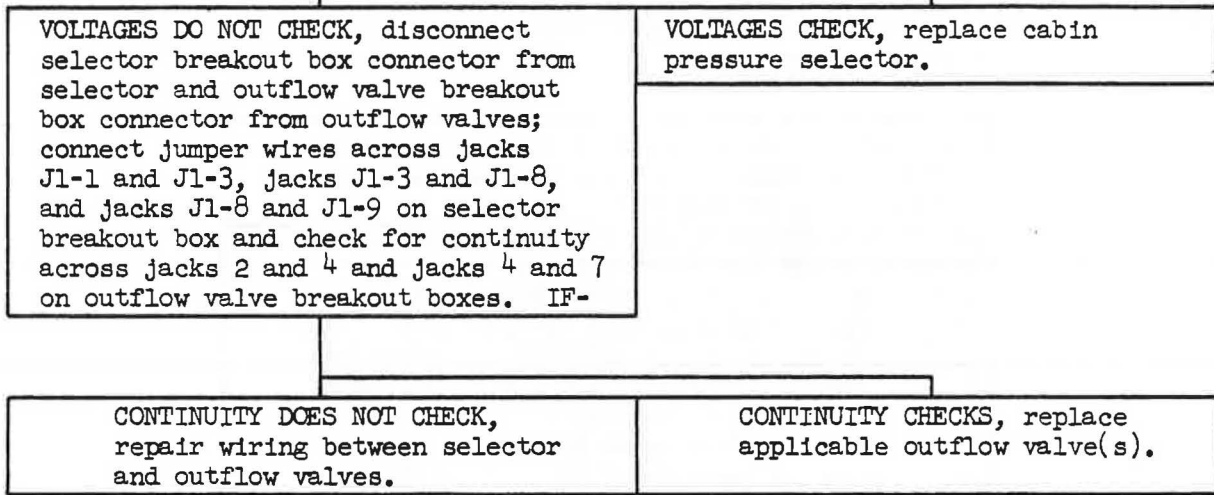 VOLTAGES DO NOT CHECK, disconnect
selector breakout box connector from
selector and outflow valve breakout
box connector from outflow valves;
connect jumper wires across jacks
J1-1 and J1-3, jacks J1-3 and J1-8,
and jacks J1-8 and J1-9 on selector
breakout box and check for continuity
across jacks 2 and 4 and jacks 4 and 7
on outflow valve breakout boxes. IF-
VOLTAGES CHECK, replace cabin
pressure selector.
CONTINUITY DOES NOT CHECK,
repair wiring between selector
and outflow valves.
CONTINUITY CHECKS, replace
applicable outflow valve(s).